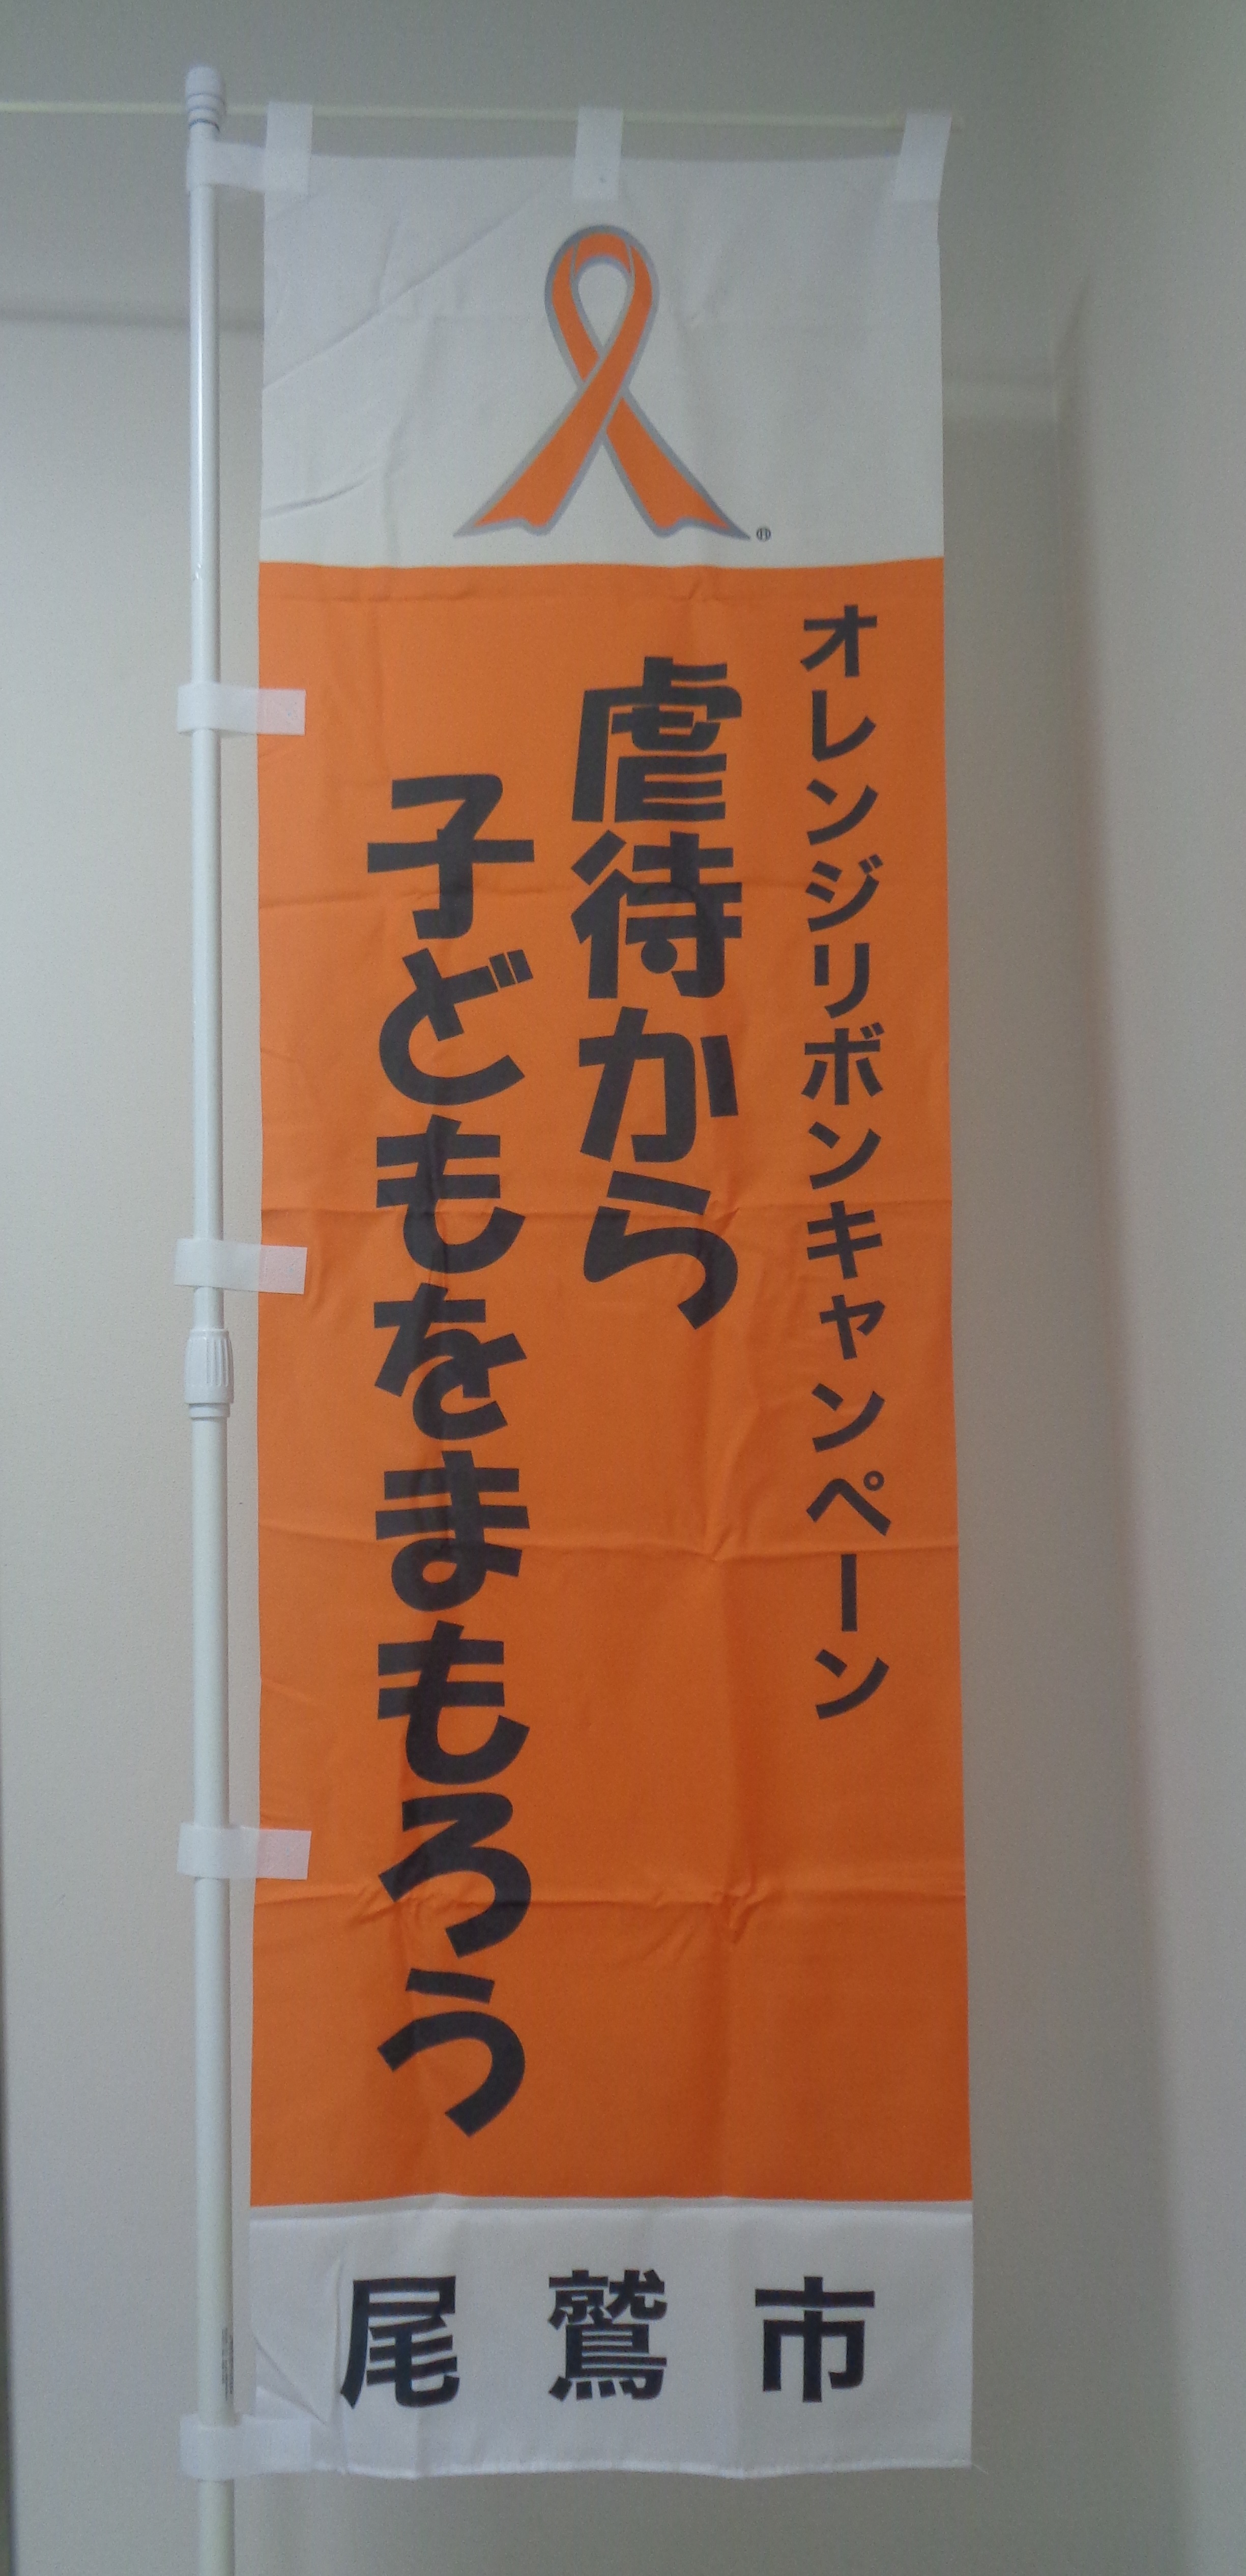 オレンジリボンキャンペーン
虐待から
子どもをまもろう
尾鷲市